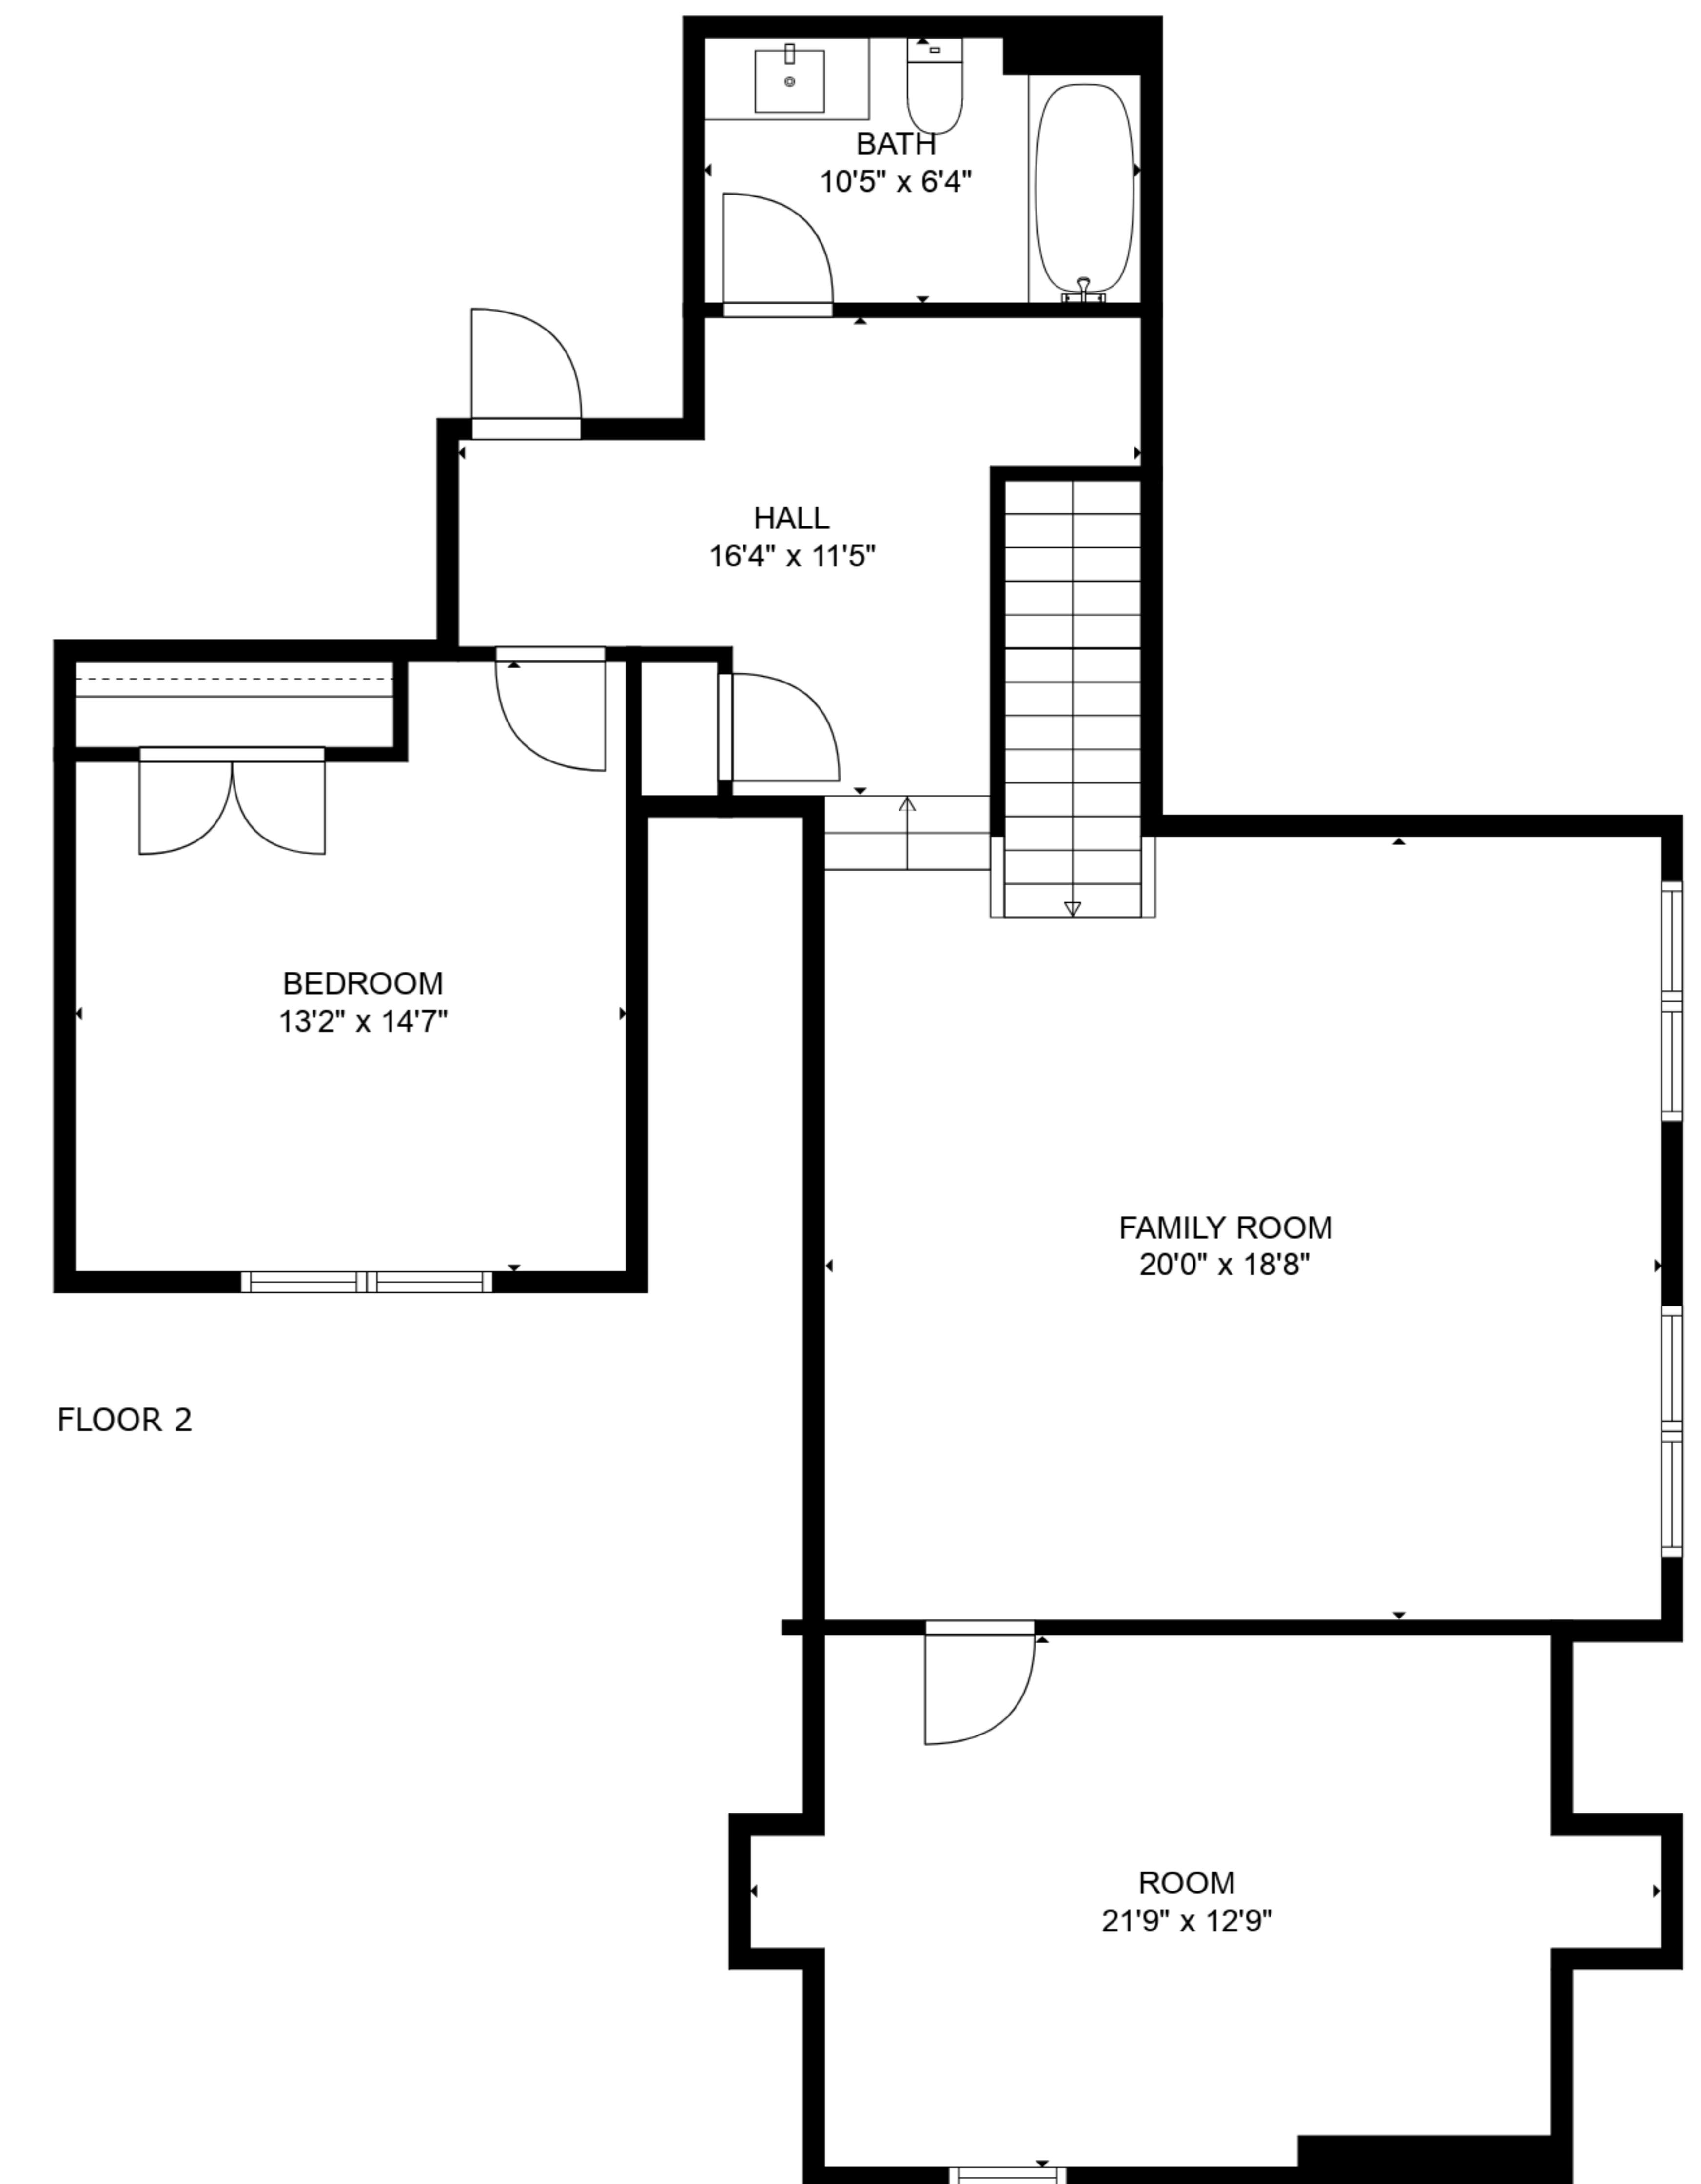 BATH
10'5" x 6'4"
HALL
16'4" x 11'5"
BEDROOM
13'2" x 14'7"
FAMILY ROOM
20'0" x 18'8"
FLOOR 2
ROOM
21'9" x 12'9"